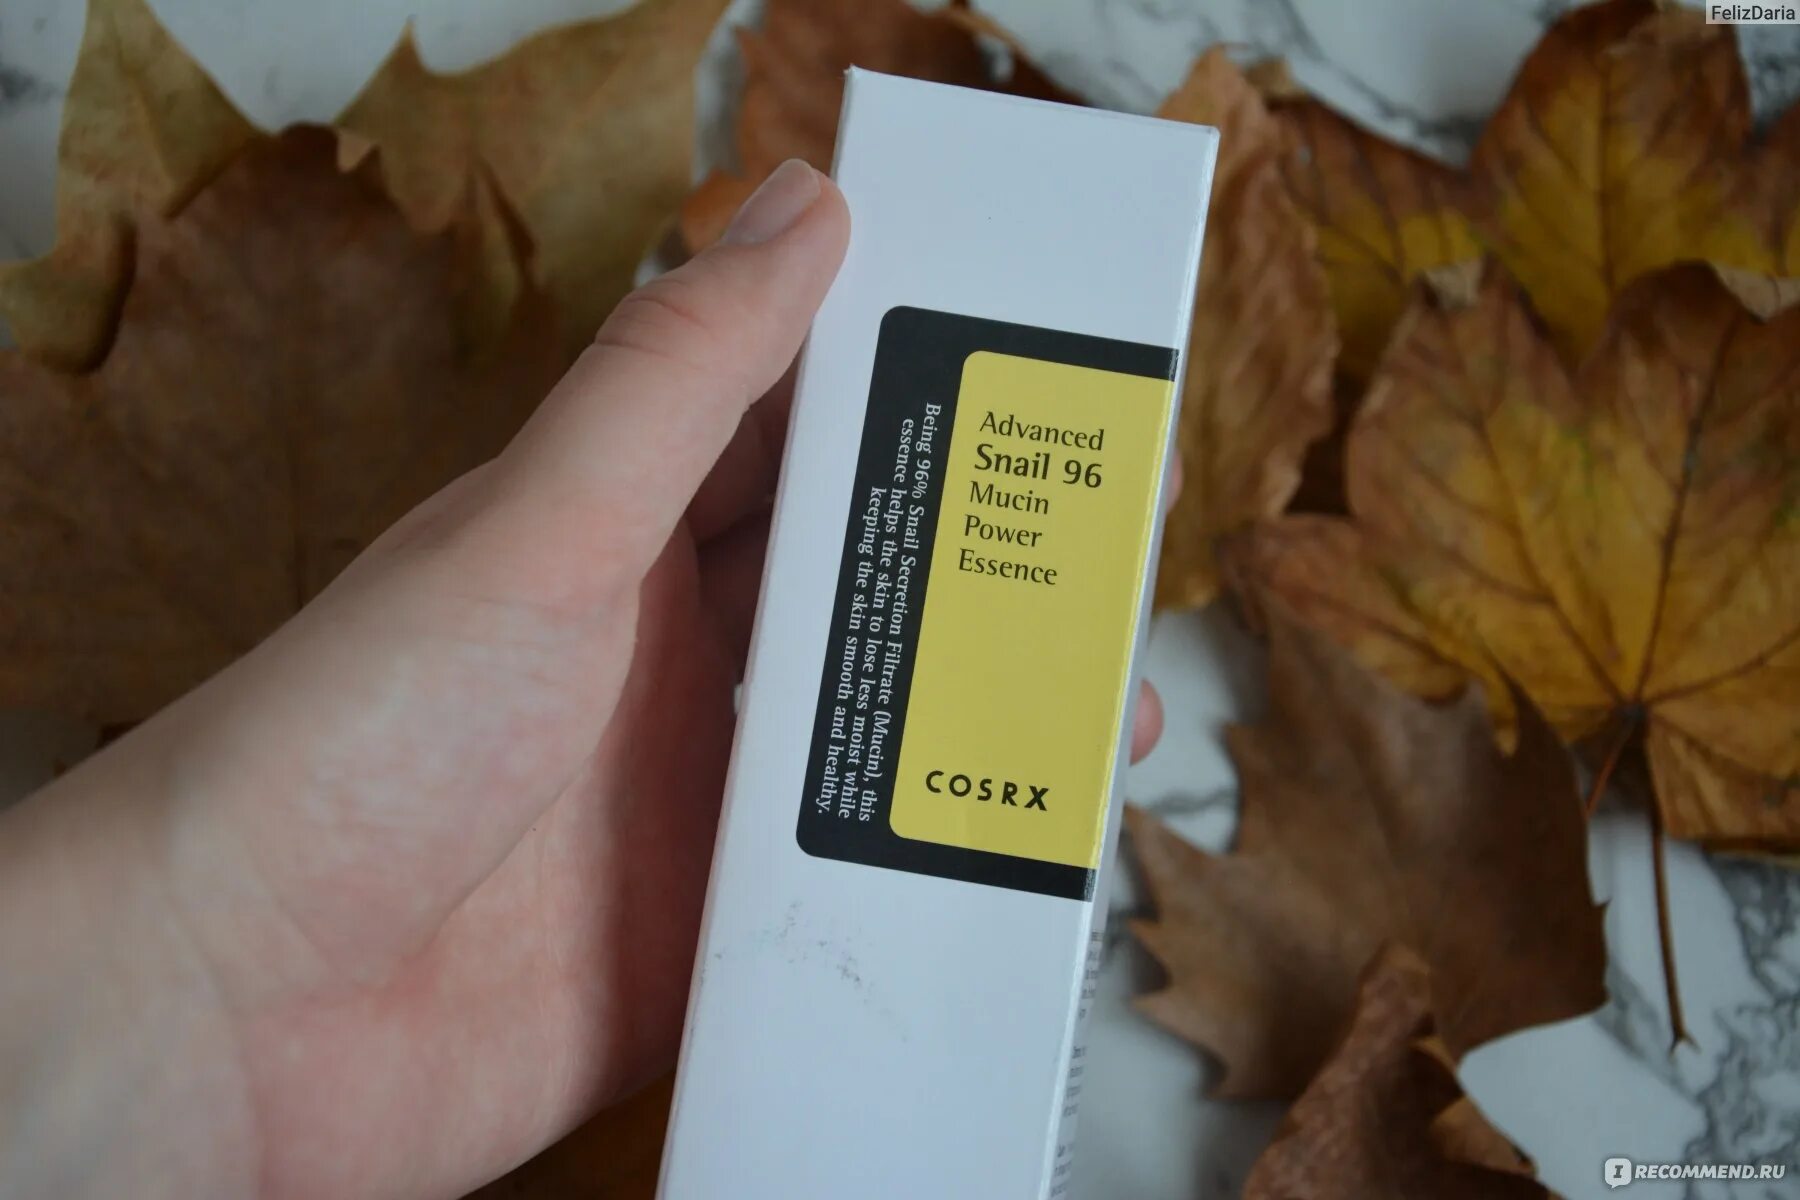 FelizDaria
Advanced
Snail 96
Mucin
Power
Essence
COSRX
Being 96% Snail Secretion Filtrate (Mucin), this
essence helps the skin to lose less moist while
keeping the skin smooth and healthy.
IRECOMMEND.RU